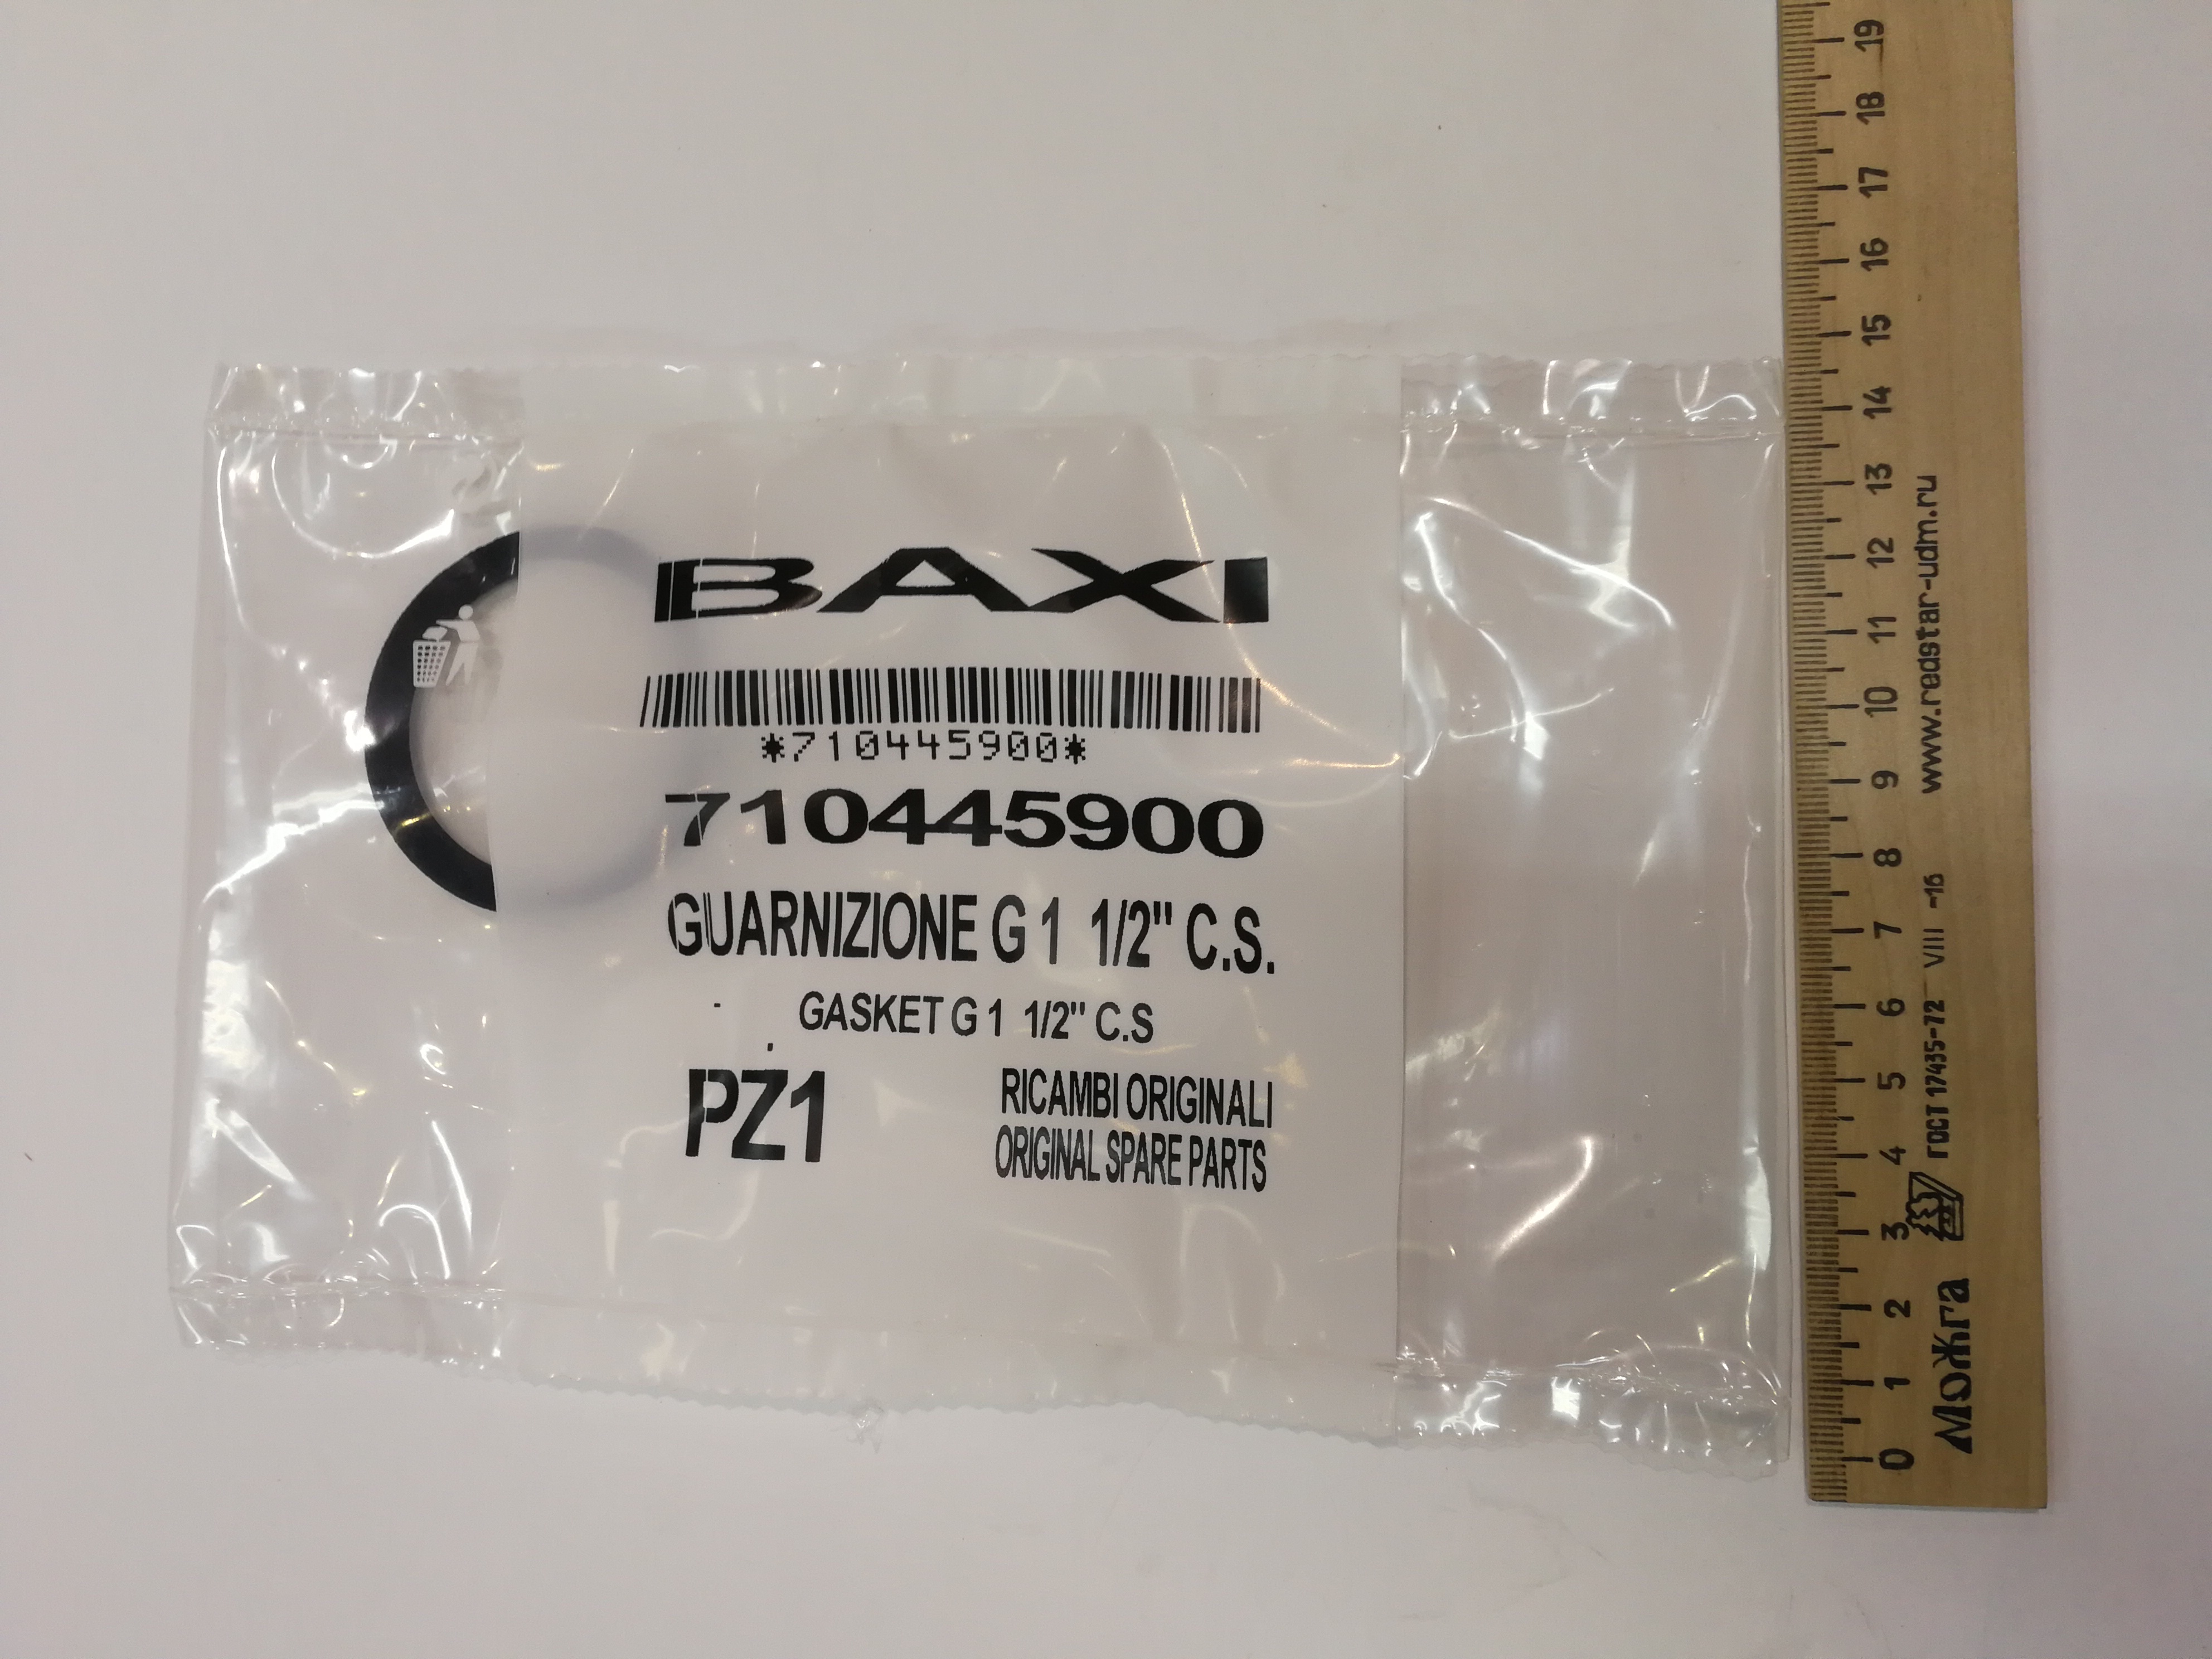 BAXI
*710445900*
710445900
GUARNIZIONE G 1 1/2" C.S.
GASKET G 1 1/2" C.S
PZ1
RICAMBI ORIGINALI
ORIGINAL SPARE PARTS
0 1 2 3 4 5 6 7 8 9 10 11 12 13 14 15 16 17 18 19
Можга ГОСТ 17435-72 VIII -16 www.redstar-udm.ru